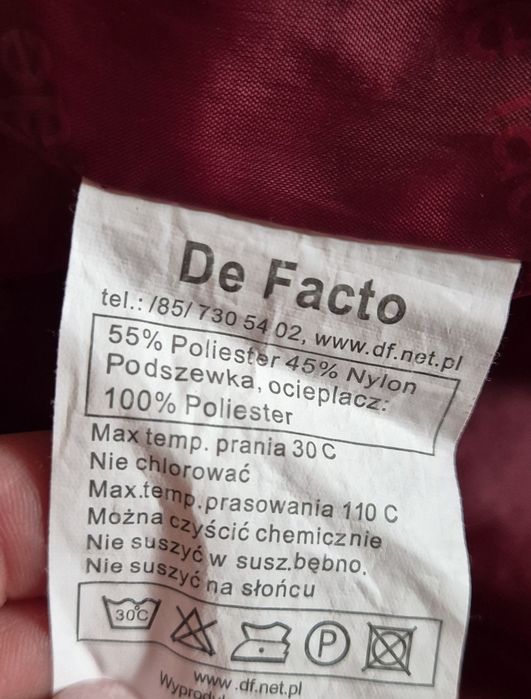 De Facto
tel.: /85/ 730 54 02, www.df.net.pl
55% Poliester 45% Nylon
Podszewka, ocieplacz:
100% Poliester
Max temp. prania 30 C
Nie chlorować
Max.temp.prasowania 110 C
Można czyścić chemicznie
Nie suszyć w susz.bębno.
Nie suszyć na słońcu
30°C P
www.df.net.pl